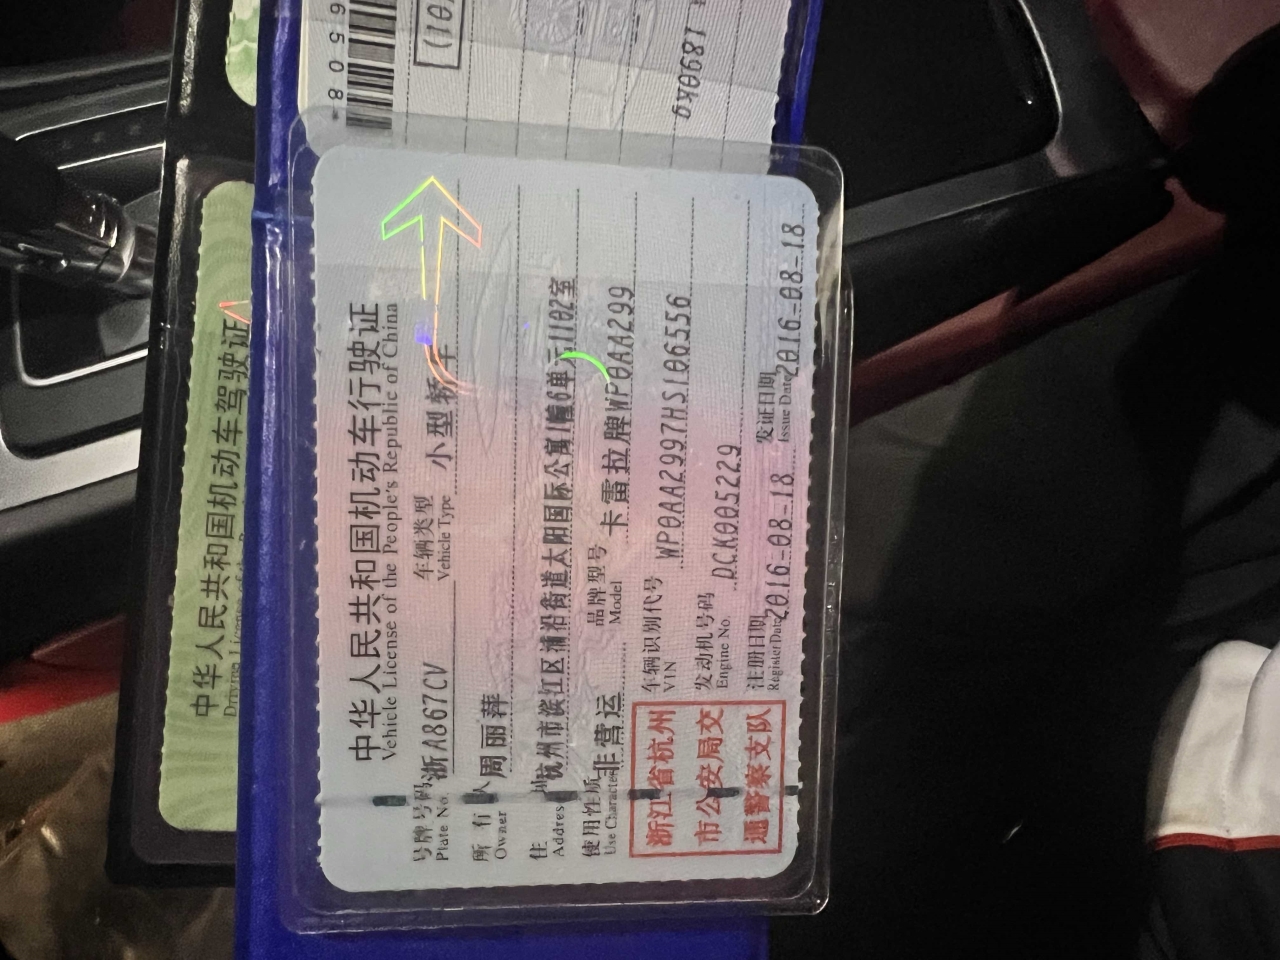 中华人民共和国机动车行驶证
Vehicle License of the People's Republic of China
号牌号码 浙A867CV 车辆类型 小型轿车
Plate No. Vehicle Type
所有人 周丽萍
Owner
住址 杭州市滨江区浦沿街道太阳国际公寓1幢6单元1102室
Address
使用性质 非营运 品牌型号 卡雷拉牌WP0AA299
Use Character Model
浙江省杭州
市公安局交
通警察支队
车辆识别代号 WP0AA2997HS106556
VIN
发动机号码 DCK005229
Engine No.
注册日期 2016-08-18 发证日期 2016-08-18
Register Date Issue Date
中华人民共和国机动车驾驶证
6508
1890kg